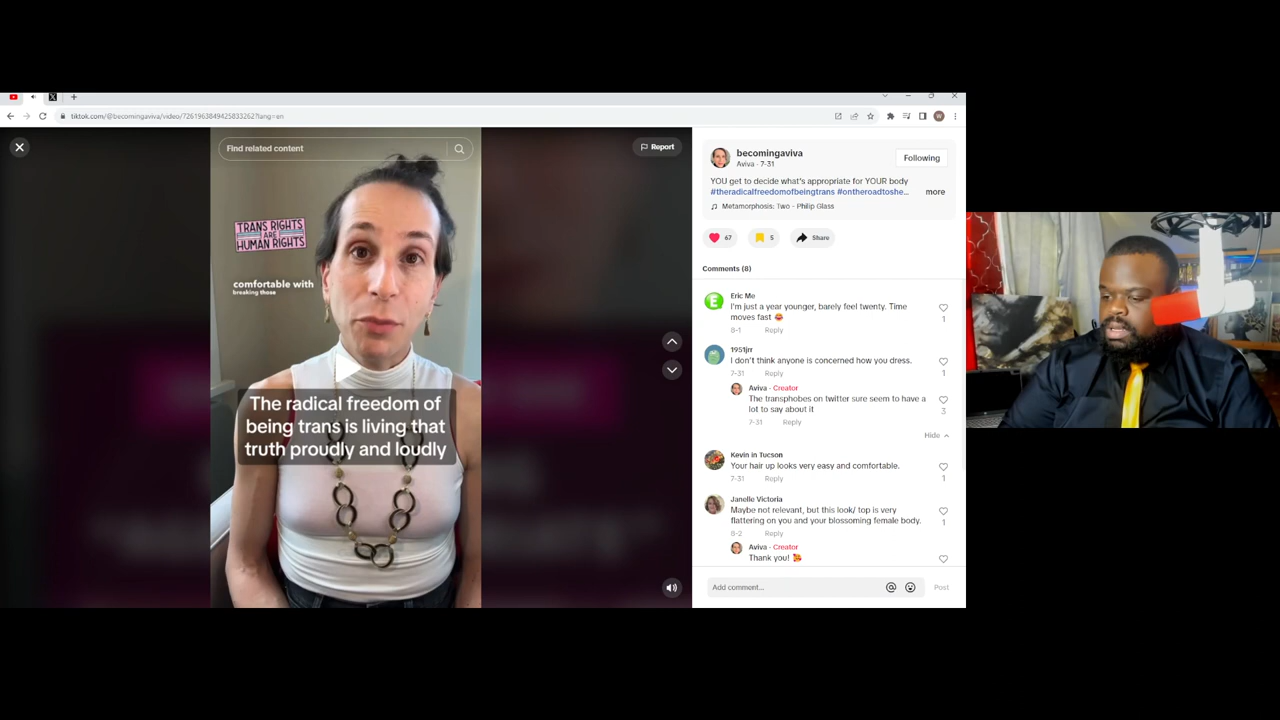 tiktok.com/@becomingaviva/video/7261963849425833262?lang=en
W
Find related content
Report
TRANS RIGHTS
ARE
HUMAN RIGHTS
comfortable with
breaking those
The radical freedom of
being trans is living that
truth proudly and loudly
becomingaviva
Aviva · 7-31
Following
YOU get to decide what's appropriate for YOUR body
#theradicalfreedomofbeingtrans #ontheroadtoshe...
more
Metamorphosis: Two - Philip Glass
67
5
Share
Comments (8)
E
Eric Me
I'm just a year younger, barely feel twenty. Time
moves fast 😂
1
8-1 Reply
1951jrr
I don't think anyone is concerned how you dress.
1
7-31 Reply
Aviva · Creator
The transphobes on twitter sure seem to have a
lot to say about it
3
7-31 Reply
Hide
Kevin in Tucson
Your hair up looks very easy and comfortable.
1
7-31 Reply
Janelle Victoria
Maybe not relevant, but this look/ top is very
flattering on you and your blossoming female body.
1
8-2 Reply
Aviva · Creator
Thank you! 🥰
Add comment...
@
Post